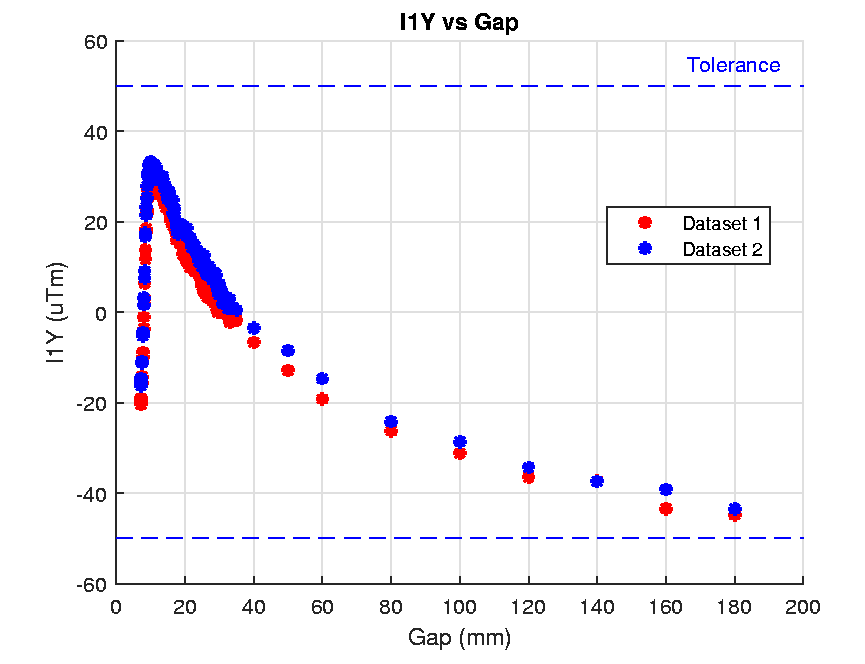 I1Y vs Gap
60
Tolerance
40
20
Dataset 1
Dataset 2
0
I1Y (uTm)
-20
-40
-60
0 20 40 60 80 100 120 140 160 180 200
Gap (mm)